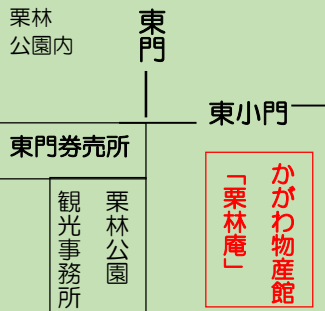 栗林
公園内
東門
東小門
東門券売所
栗林公園
観光事務所
かがわ物産館
「栗林庵」